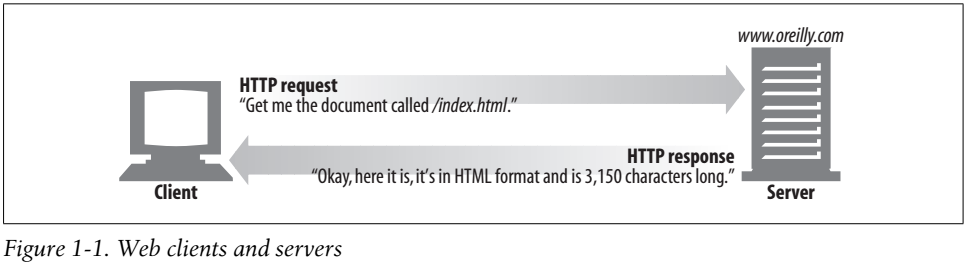 www.oreilly.com
HTTP request
“Get me the document called /index.html.”
HTTP response
“Okay, here it is, it’s in HTML format and is 3,150 characters long.”
Client
Server
Figure 1-1. Web clients and servers